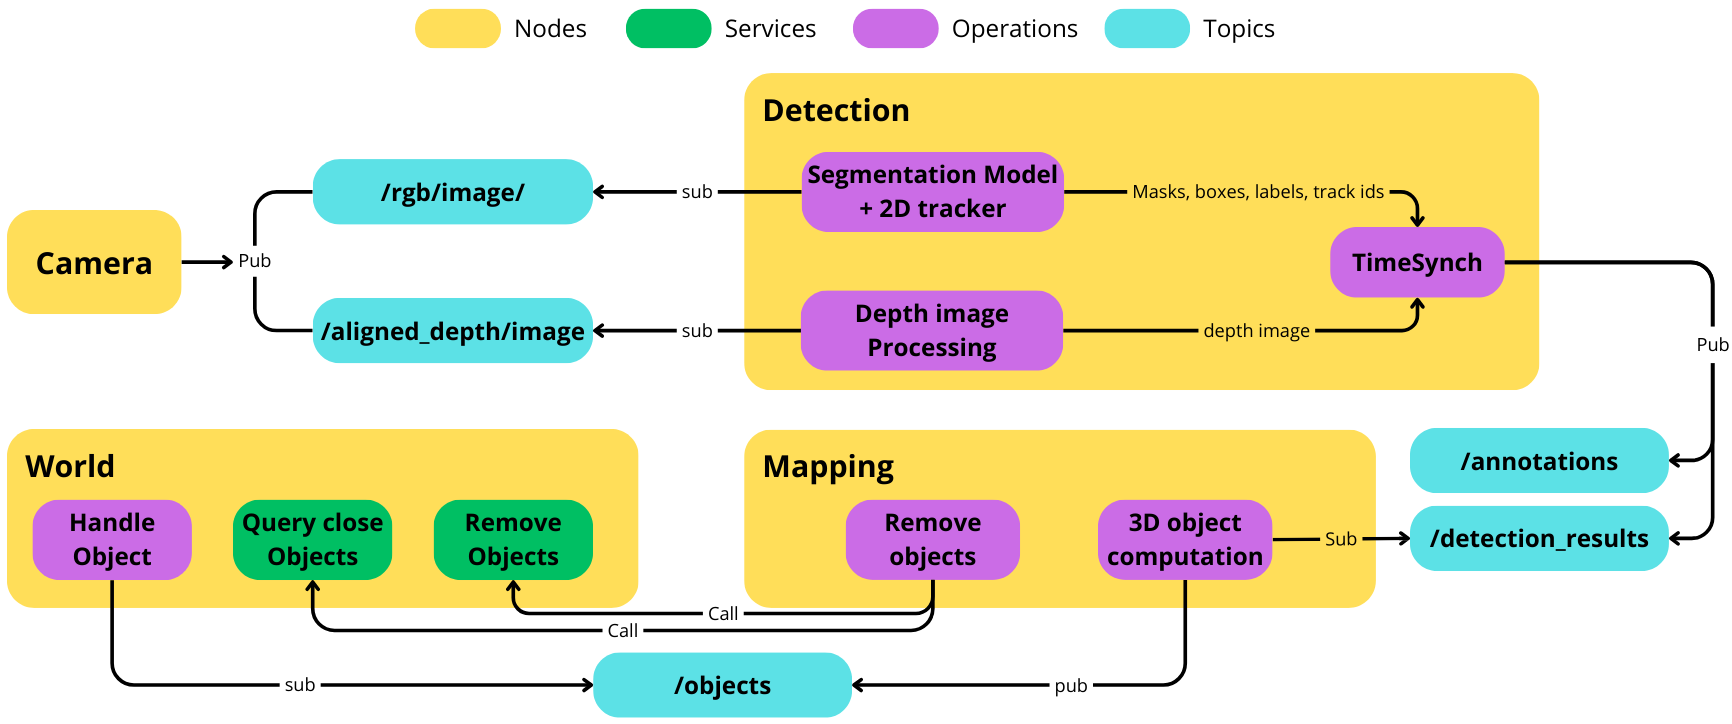 Nodes
Services
Operations
Topics
Detection
Segmentation Model
+ 2D tracker
Masks, boxes, labels, track ids
sub
/rgb/image/
Camera
Pub
TimeSynch
/aligned_depth/image
sub
Depth image
Processing
depth image
Pub
World
Handle
Object
Query close
Objects
Remove
Objects
Mapping
Remove
objects
3D object
computation
Sub
/annotations
/detection_results
Call
Call
sub
/objects
pub